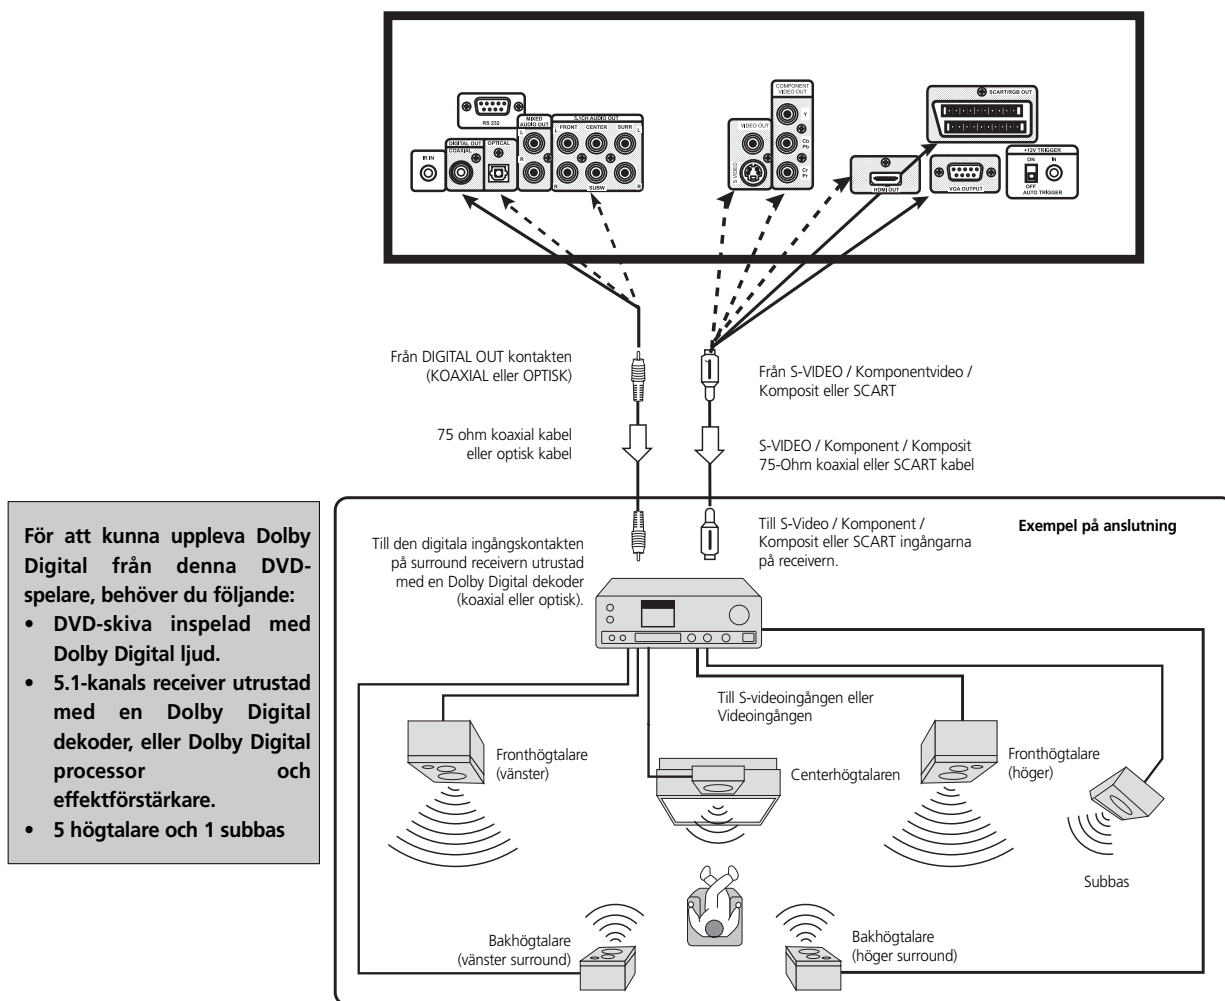 COMPONENT
VIDEO OUT
SCART/RGB OUT
RS 232
MIXED
AUDIO OUT
5.1CH AUDIO OUT
L
L
FRONT
CENTER
SURR
L
VIDEO OUT
Y
Cb
Pb
Cr
Pr
IR IN
DIGITAL OUT
COAXIAL
OPTICAL
R
R
SUBW
R
S VIDEO
HDMI OUT
VGA OUTPUT
+12V TRIGGER
ON
IN
OFF
AUTO TRIGGER
Från DIGITAL OUT kontakten
(KOAXIAL eller OPTISK)
Från S-VIDEO / Komponentvideo /
Komposit eller SCART
75 ohm koaxial kabel
eller optisk kabel
S-VIDEO / Komponent / Komposit
75-Ohm koaxial eller SCART kabel
För att kunna uppleva Dolby
Digital från denna DVD-
spelare, behöver du följande:
• DVD-skiva inspelad med
Dolby Digital ljud.
• 5.1-kanals receiver utrustad
med en Dolby Digital
dekoder, eller Dolby Digital
processor och
effektförstärkare.
• 5 högtalare och 1 subbas
Till den digitala ingångskontakten
på surround receivern utrustad
med en Dolby Digital dekoder
(koaxial eller optisk).
Till S-Video / Komponent /
Komposit eller SCART ingångarna
på receivern.
Exempel på anslutning
Till S-videoingången eller
Videoingången
Fronthögtalare
(vänster)
Centerhögtalaren
Fronthögtalare
(höger)
Subbas
Bakhögtalare
(vänster surround)
Bakhögtalare
(höger surround)